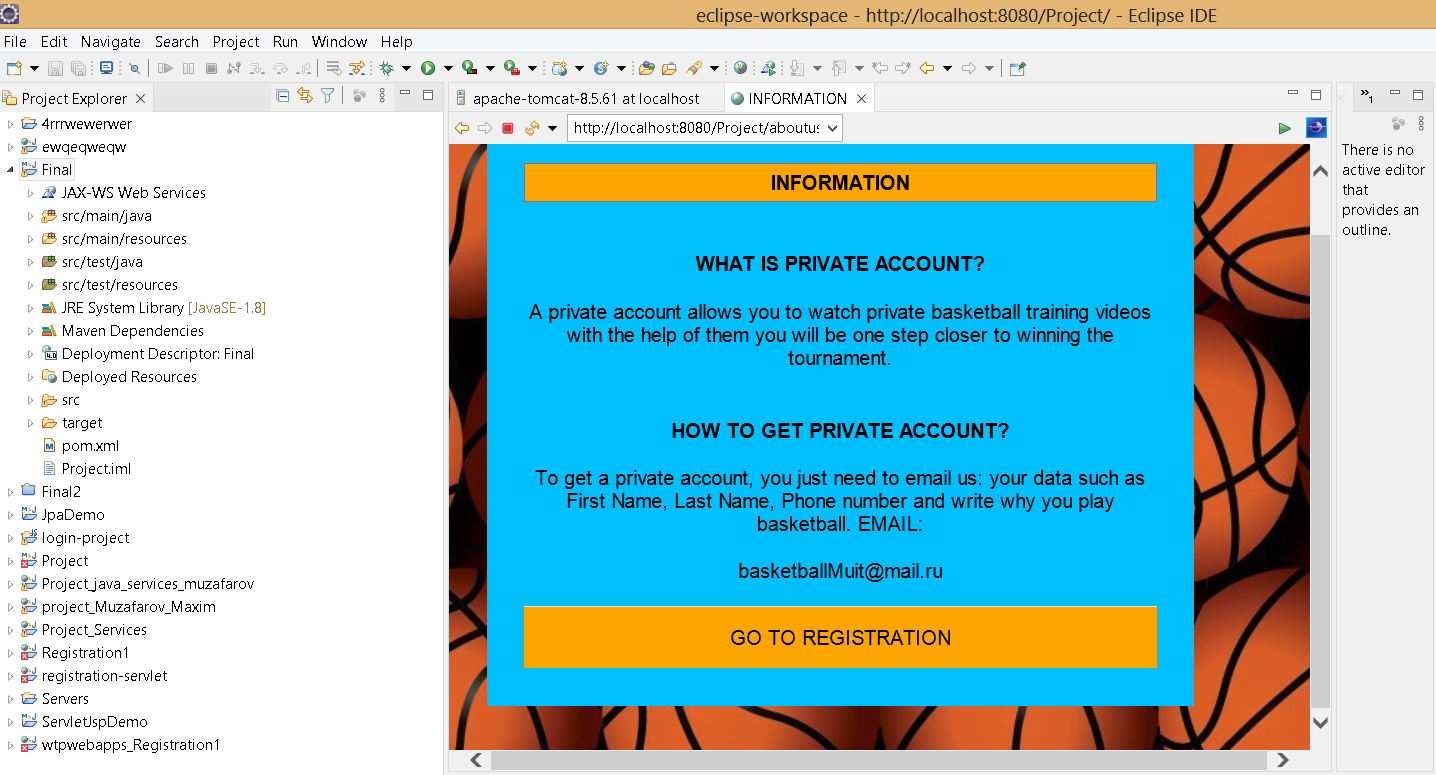 eclipse-workspace - http://localhost:8080/Project/ - Eclipse IDE
File Edit Navigate Search Project Run Window Help
Project Explorer
4rrrwewerwer
ewqeqweqw
Final
JAX-WS Web Services
src/main/java
src/main/resources
src/test/java
src/test/resources
JRE System Library [JavaSE-1.8]
Maven Dependencies
Deployment Descriptor: Final
Deployed Resources
src
target
pom.xml
Project.iml
Final2
JpaDemo
login-project
Project
Project_java_services_muzafarov
project_Muzafarov_Maxim
Project_Services
Registration1
registration-servlet
Servers
ServletJspDemo
wtpwebapps_Registration1
apache-tomcat-8.5.61 at localhost
INFORMATION
http://localhost:8080/Project/aboutus
INFORMATION
WHAT IS PRIVATE ACCOUNT?
A private account allows you to watch private basketball training videos
with the help of them you will be one step closer to winning the
tournament.
HOW TO GET PRIVATE ACCOUNT?
To get a private account, you just need to email us: your data such as
First Name, Last Name, Phone number and write why you play
basketball. EMAIL:
basketballMuit@mail.ru
GO TO REGISTRATION
1
There is no
active editor
that
provides an
outline.